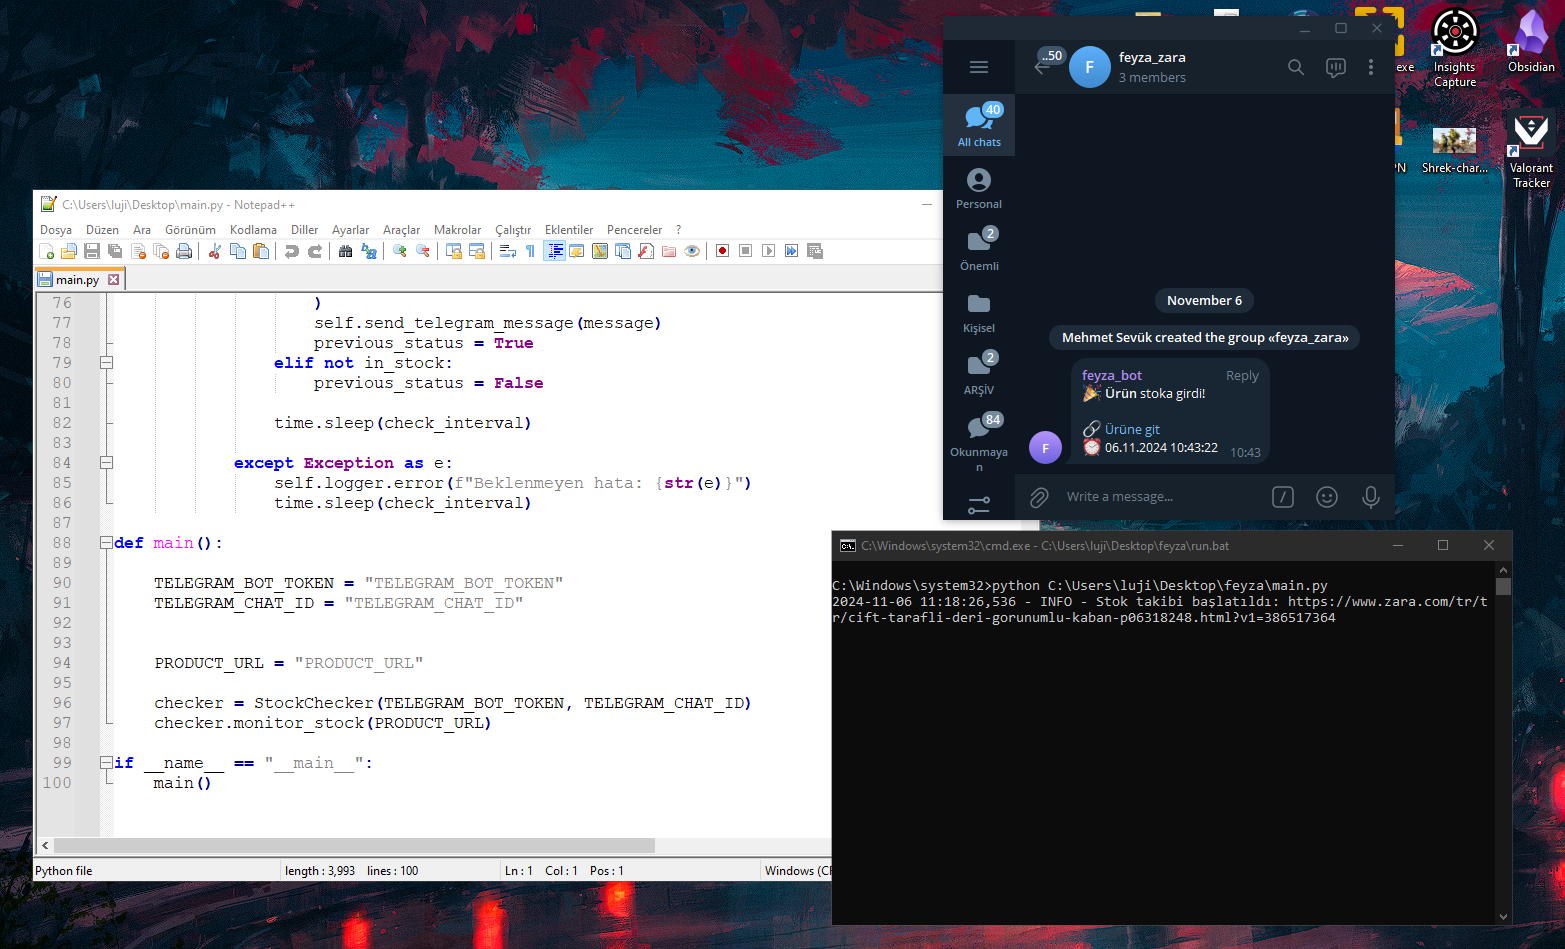 C:\Users\luji\Desktop\main.py - Notepad++
Dosya Düzen Ara Görünüm Kodlama Diller Ayarlar Araçlar Makrolar Çalıştır Eklentiler Pencereler ?
main.py
76 )
77 self.send_telegram_message(message)
78 previous_status = True
79 elif not in_stock:
80 previous_status = False
81
82 time.sleep(check_interval)
83
84 except Exception as e:
85 self.logger.error(f"Beklenmeyen hata: {str(e)}")
86 time.sleep(check_interval)
87
88 def main():
89
90 TELEGRAM_BOT_TOKEN = "TELEGRAM_BOT_TOKEN"
91 TELEGRAM_CHAT_ID = "TELEGRAM_CHAT_ID"
92
93
94 PRODUCT_URL = "PRODUCT_URL"
95
96 checker = StockChecker(TELEGRAM_BOT_TOKEN, TELEGRAM_CHAT_ID)
97 checker.monitor_stock(PRODUCT_URL)
98
99 if __name__ == "__main__":
100 main()
Python file length : 3,993 lines : 100 Ln : 1 Col : 1 Pos : 1 Windows (CR
..50
F
feyza_zara
3 members
40
All chats
Personal
2
Önemli
Kişisel
2
ARŞİV
84
Okunmayan
November 6
Mehmet Sevük created the group «feyza_zara»
feyza_bot Reply
🎉 Ürün stoka girdi!
🔗 Ürüne git
⏰ 06.11.2024 10:43:22 10:43
F
Write a message...
C:\Windows\system32\cmd.exe - C:\Users\luji\Desktop\feyza\run.bat
C:\Windows\system32>python C:\Users\luji\Desktop\feyza\main.py
2024-11-06 11:18:26,536 - INFO - Stok takibi başlatıldı: https://www.zara.com/tr/t
r/cift-tarafli-deri-gorunumlu-kaban-p06318248.html?v1=386517364
exe
Insights
Capture
Obsidian
PN
Shrek-char...
Valorant
Tracker